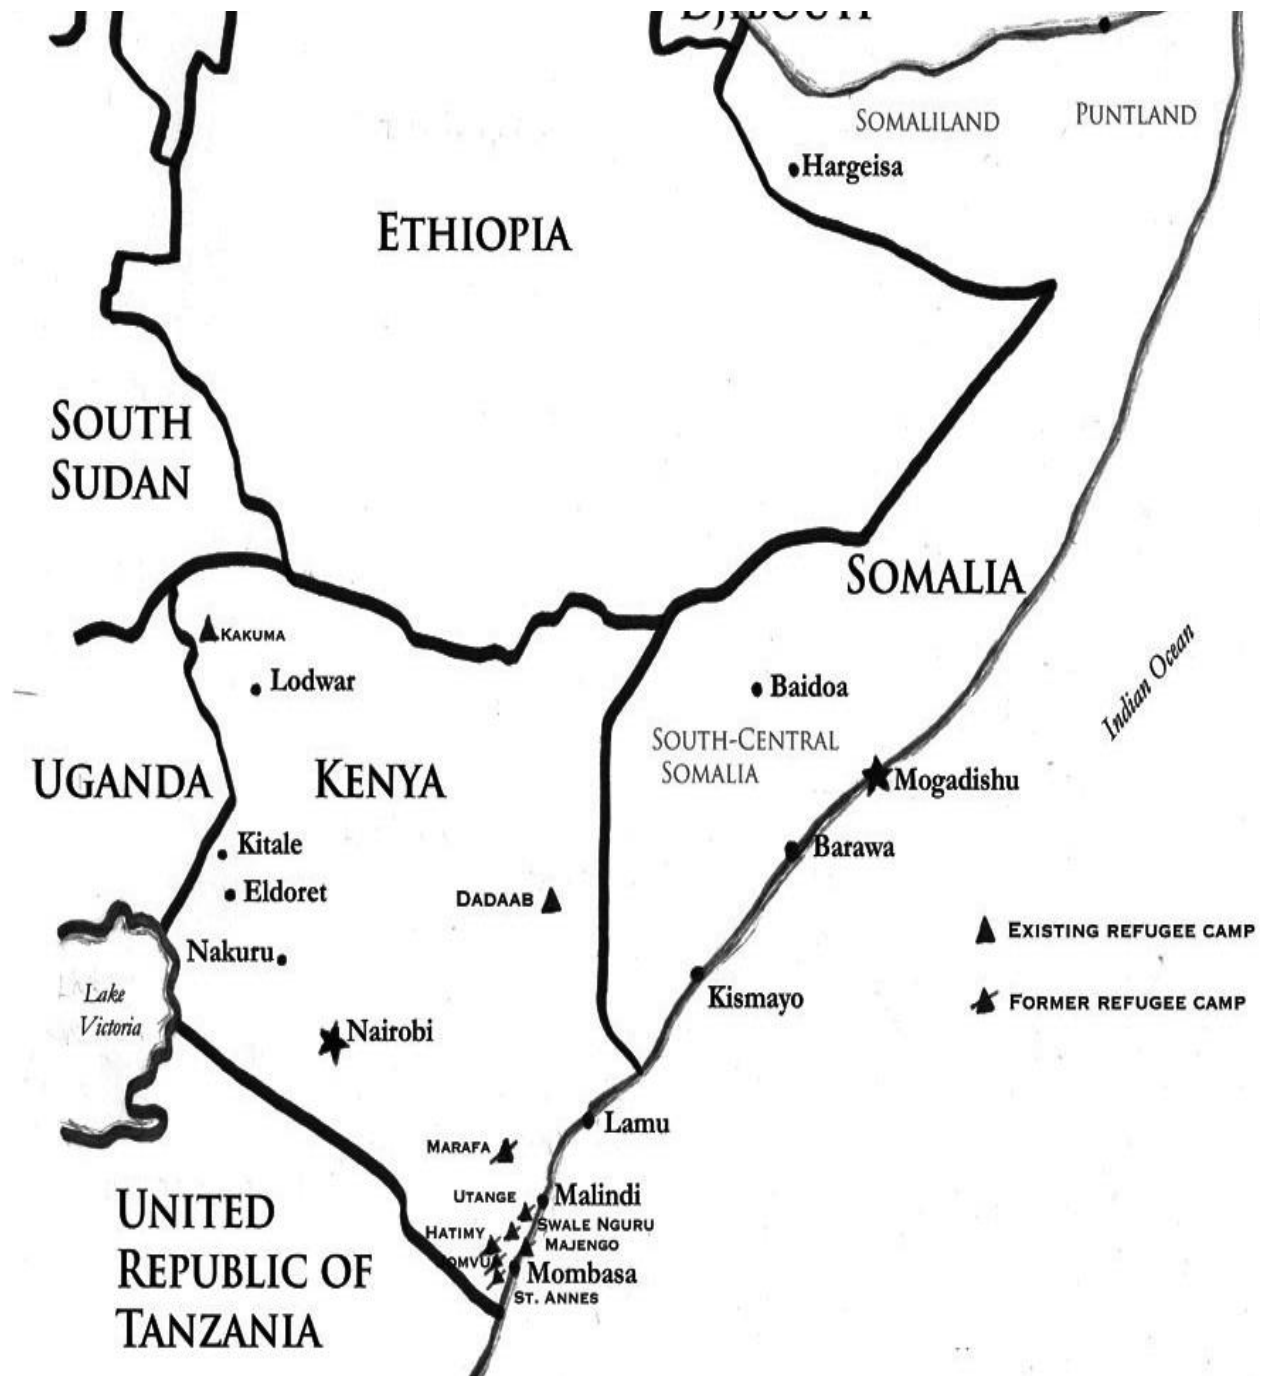 DJIBOUTI
SOMALILAND
PUNTLAND
Hargeisa
ETHIOPIA
SOUTH
SUDAN
SOMALIA
KAKUMA
Lodwar
Baidoa
Indian Ocean
SOUTH-CENTRAL
SOMALIA
UGANDA
KENYA
Mogadishu
Kitale
Barawa
Eldoret
DADAAB
EXISTING REFUGEE CAMP
Nakuru
Lake
Victoria
Kismayo
FORMER REFUGEE CAMP
Nairobi
Lamu
MARAFA
UTANGE
Malindi
UNITED
REPUBLIC OF
TANZANIA
SWALE NGURU
HATIMY
MAJENGO
Mombasa
ST. ANNES